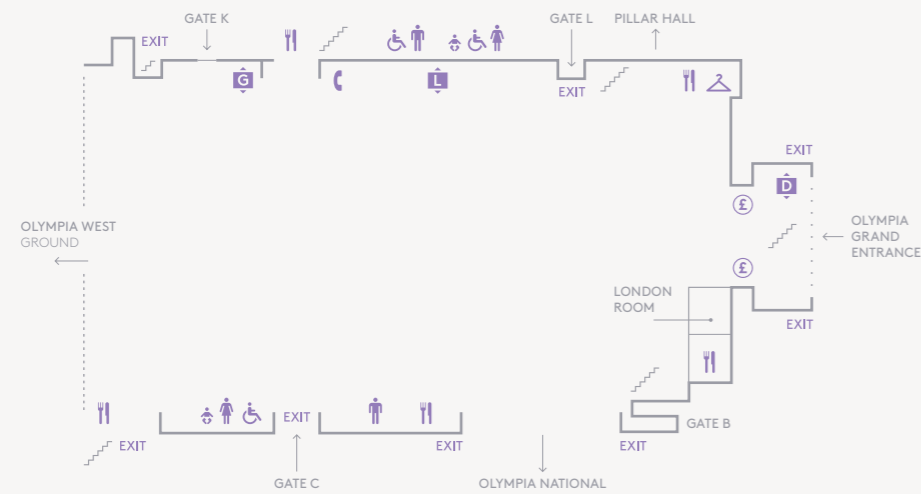 GATE K
GATE L
PILLAR HALL
EXIT
G
L
EXIT
EXIT
D
£
OLYMPIA WEST
GROUND
OLYMPIA
GRAND
ENTRANCE
£
LONDON
ROOM
EXIT
EXIT
GATE B
EXIT
EXIT
EXIT
GATE C
OLYMPIA NATIONAL